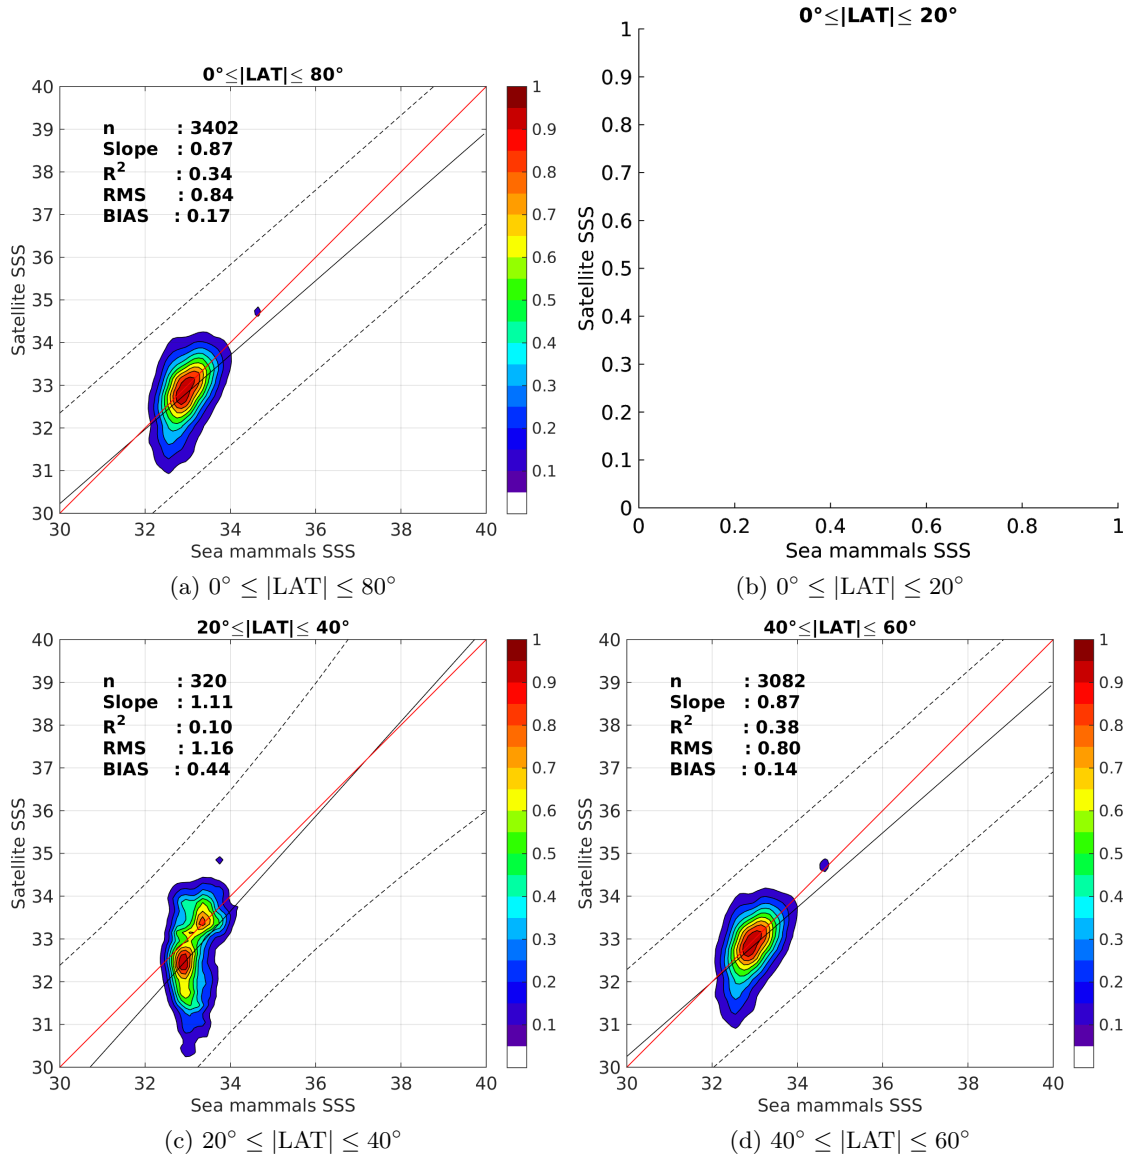 0°≤|LAT|≤ 80°
n : 3402
Slope : 0.87
R² : 0.34
RMS : 0.84
BIAS : 0.17
40
39
38
37
36
35
34
33
32
31
30
Satellite SSS
30 32 34 36 38 40
Sea mammals SSS
1
0.9
0.8
0.7
0.6
0.5
0.4
0.3
0.2
0.1
(a) 0° ≤ |LAT| ≤ 80°
0°≤|LAT|≤ 20°
1
0.9
0.8
0.7
0.6
0.5
0.4
0.3
0.2
0.1
0
Satellite SSS
0 0.2 0.4 0.6 0.8 1
Sea mammals SSS
(b) 0° ≤ |LAT| ≤ 20°
20°≤|LAT|≤ 40°
n : 320
Slope : 1.11
R² : 0.10
RMS : 1.16
BIAS : 0.44
40
39
38
37
36
35
34
33
32
31
30
Satellite SSS
30 32 34 36 38 40
Sea mammals SSS
1
0.9
0.8
0.7
0.6
0.5
0.4
0.3
0.2
0.1
(c) 20° ≤ |LAT| ≤ 40°
40°≤|LAT|≤ 60°
n : 3082
Slope : 0.87
R² : 0.38
RMS : 0.80
BIAS : 0.14
40
39
38
37
36
35
34
33
32
31
30
Satellite SSS
30 32 34 36 38 40
Sea mammals SSS
1
0.9
0.8
0.7
0.6
0.5
0.4
0.3
0.2
0.1
(d) 40° ≤ |LAT| ≤ 60°